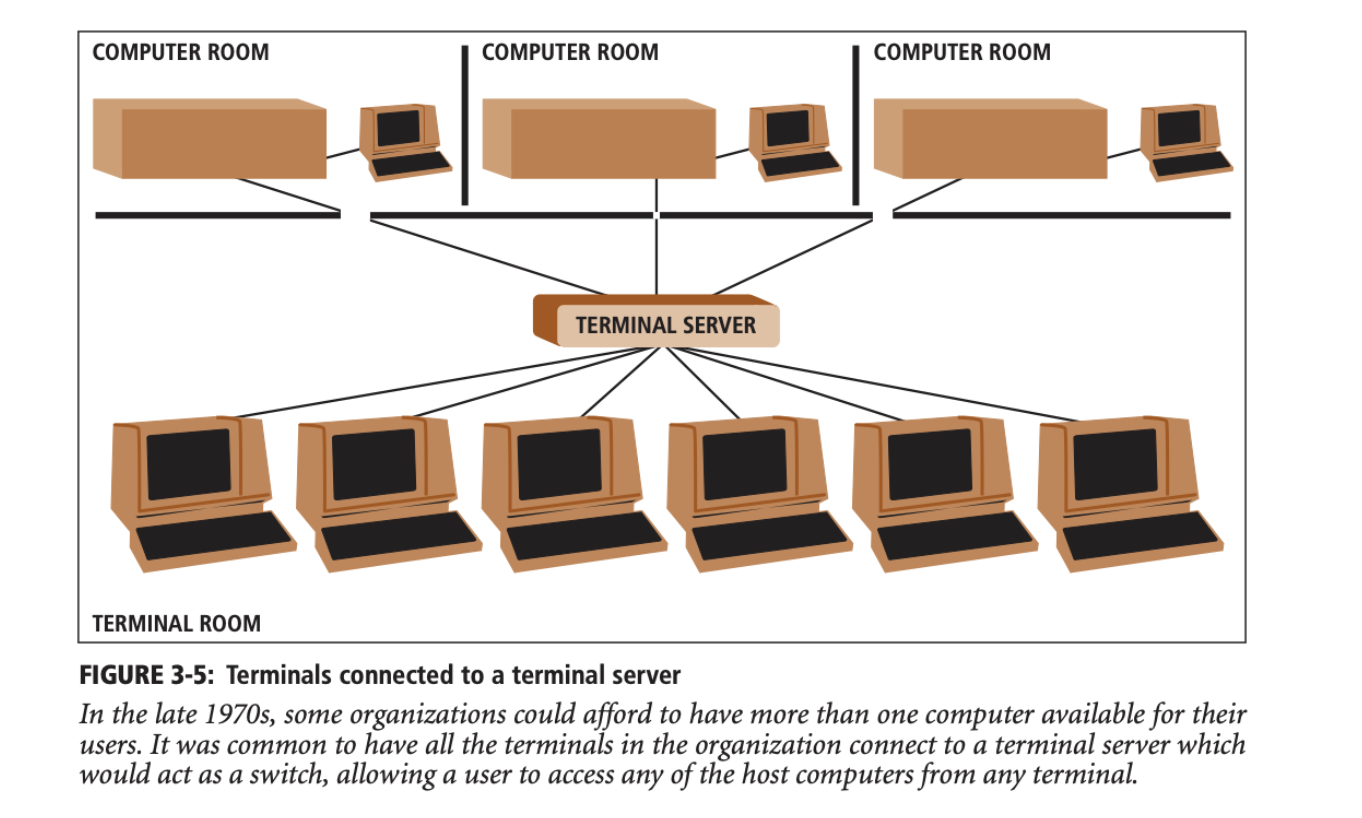 COMPUTER ROOM
COMPUTER ROOM
COMPUTER ROOM
TERMINAL SERVER
TERMINAL ROOM
FIGURE 3-5: Terminals connected to a terminal server
In the late 1970s, some organizations could afford to have more than one computer available for their
users. It was common to have all the terminals in the organization connect to a terminal server which
would act as a switch, allowing a user to access any of the host computers from any terminal.